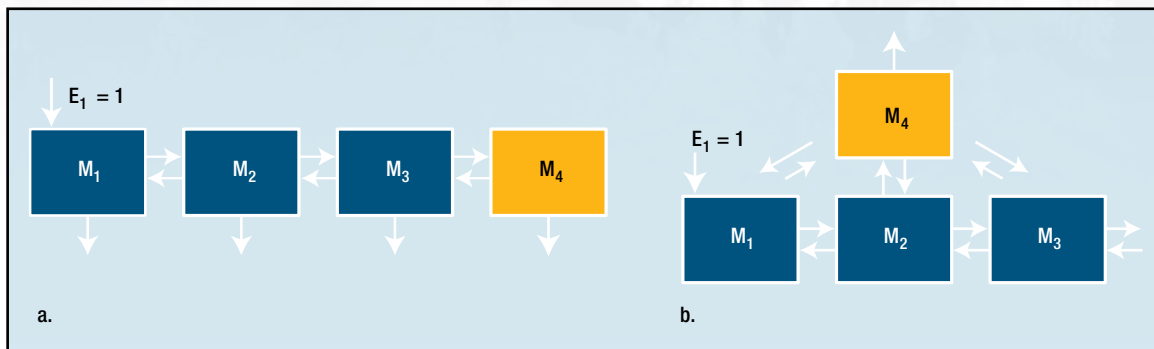 E₁ = 1
M₁ M₂ M₃ M₄
a.
M₄
E₁ = 1
M₁ M₂ M₃
b.